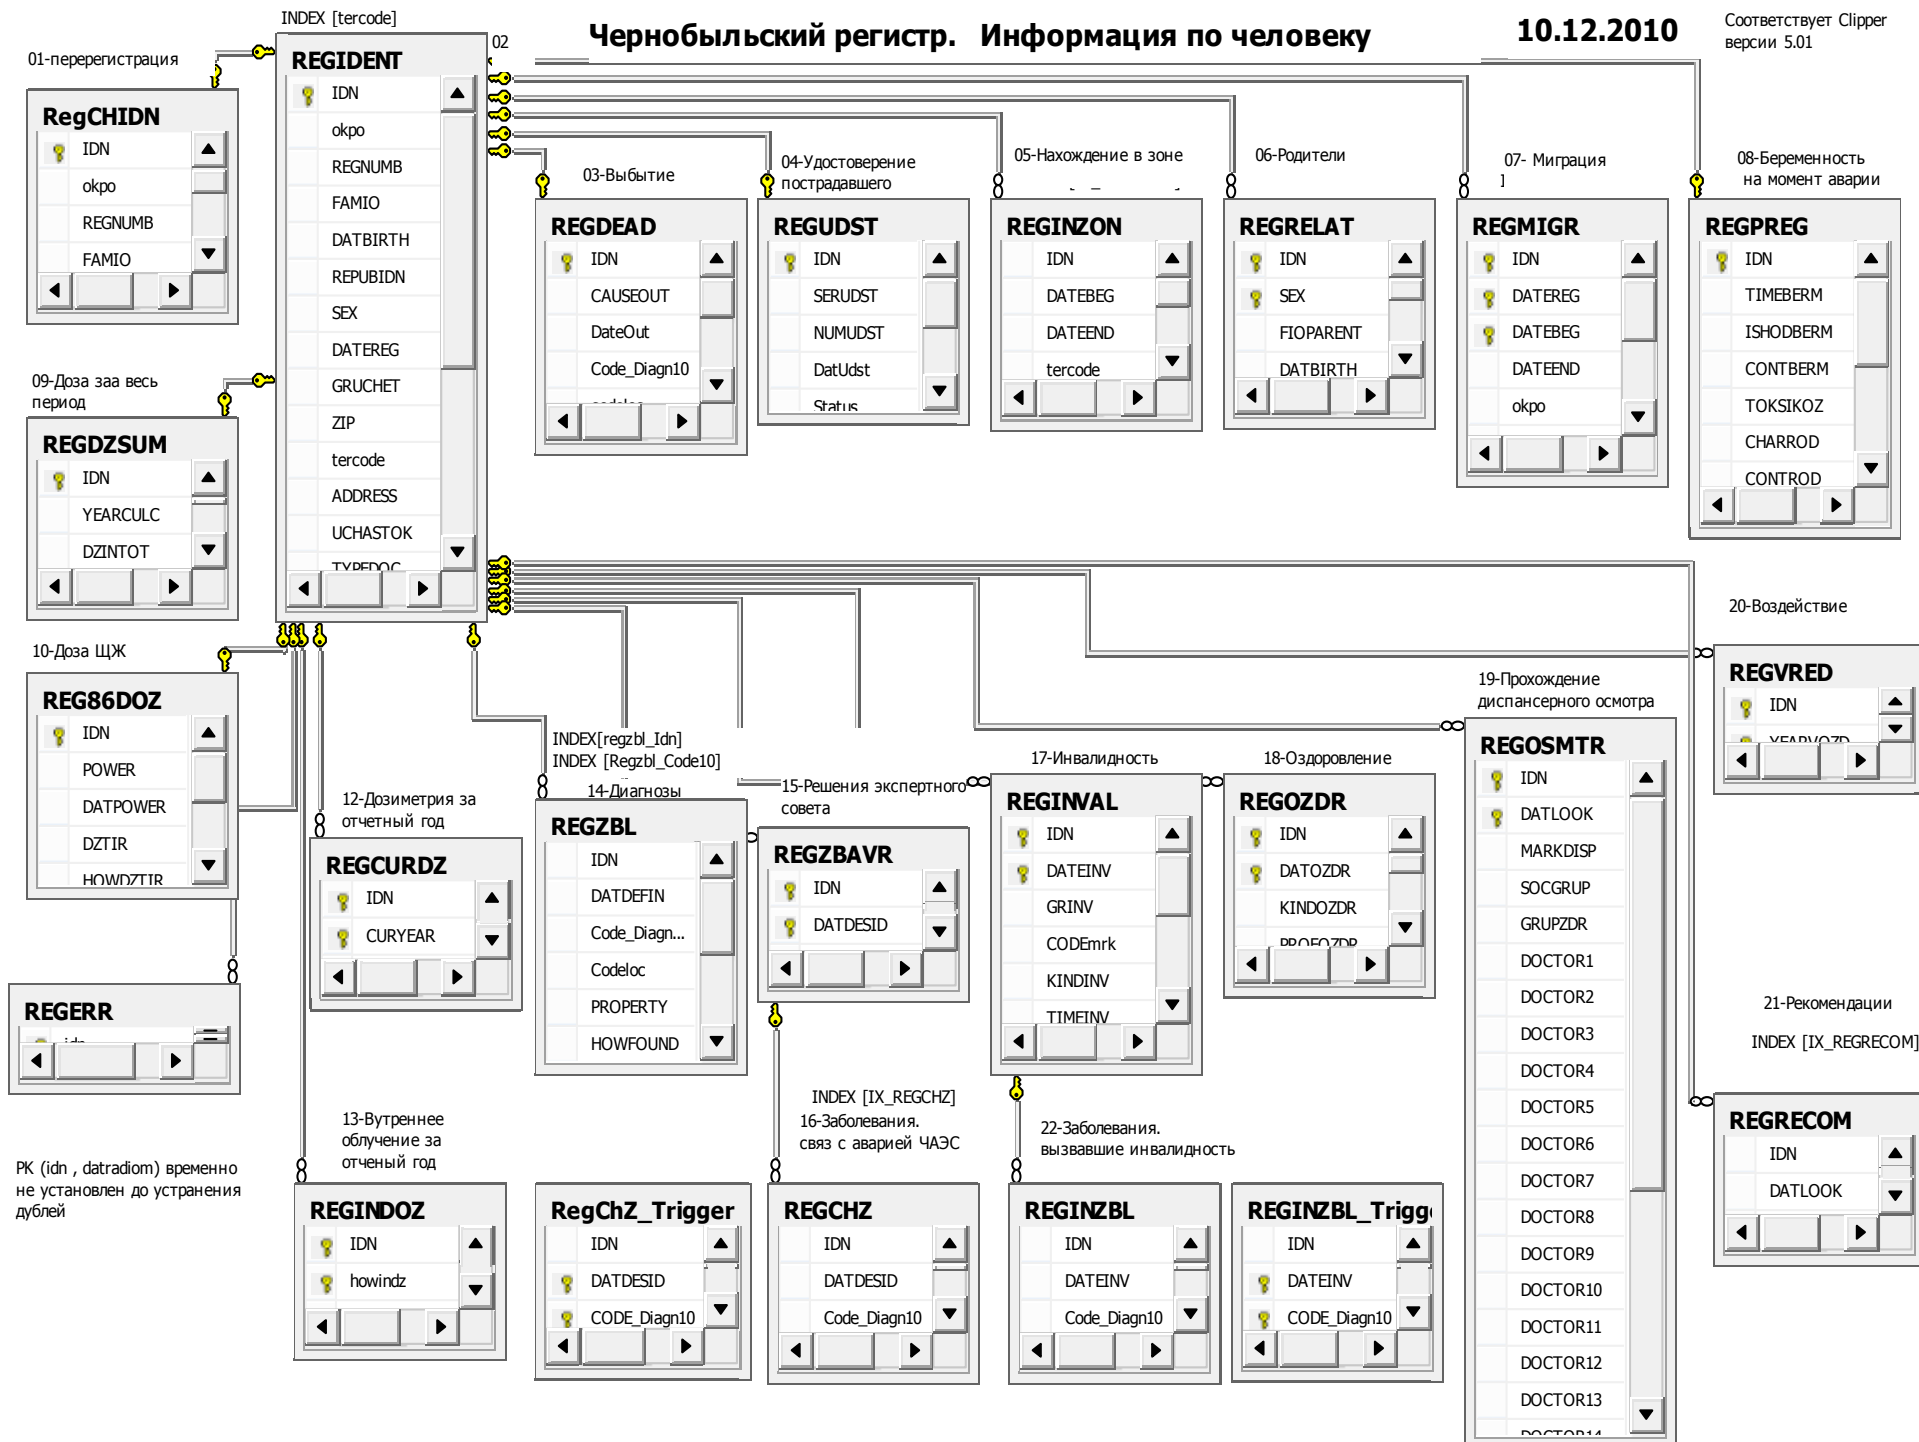 INDEX [tercode]
Чернобыльский регистр. Информация по человеку
10.12.2010
Соответствует Clipper
версии 5.01
01-перерегистрация
RegCHIDN
IDN
okpo
REGNUMB
FAMIO
REGIDENT
IDN
okpo
REGNUMB
FAMIO
DATBIRTH
REPUBIDN
SEX
DATEREG
GRUCHET
ZIP
tercode
ADDRESS
UCHASTOK
TYPEDOC
02
03-Выбытие
REGDEAD
IDN
CAUSEOUT
DateOut
Code_Diagn10
04-Удостоверение
пострадавшего
REGUDST
IDN
SERUDST
NUMUDST
DatUdst
Status
05-Нахождение в зоне
REGINZON
IDN
DATEBEG
DATEEND
tercode
06-Родители
REGRELAT
IDN
SEX
FIOPARENT
DATBIRTH
07- Миграция
]
REGMIGR
IDN
DATEREG
DATEBEG
DATEEND
okpo
08-Беременность
на момент аварии
REGPREG
IDN
TIMEBERM
ISHODBERM
CONTBERM
TOKSIKOZ
CHARROD
CONTROD
09-Доза заа весь
период
REGDZSUM
IDN
YEARCULC
DZINTOT
10-Доза ЩЖ
REG86DOZ
IDN
POWER
DATPOWER
DZTIR
HOWDZTIR
REGERR
idn
PK (idn , datradiom) временно
не установлен до устранения
дублей
12-Дозиметрия за
отчетный год
REGCURDZ
IDN
CURYEAR
13-Вутреннее
облучение за
отченый год
REGINDOZ
IDN
howindz
INDEX[regzbl_Idn]
INDEX [Regzbl_Code10]
14-Диагнозы
REGZBL
IDN
DATDEFIN
Code_Diagn...
Codeloc
PROPERTY
HOWFOUND
15-Решения экспертного
совета
REGZBAVR
IDN
DATDESID
17-Инвалидность
REGINVAL
IDN
DATEINV
GRINV
CODEmrk
KINDINV
TIMEINV
18-Оздоровление
REGOZDR
IDN
DATOZDR
KINDOZDR
PROFOZDR
19-Прохождение
диспансерного осмотра
REGOSMTR
IDN
DATLOOK
MARKDISP
SOCGRUP
GRUPZDR
DOCTOR1
DOCTOR2
DOCTOR3
DOCTOR4
DOCTOR5
DOCTOR6
DOCTOR7
DOCTOR8
DOCTOR9
DOCTOR10
DOCTOR11
DOCTOR12
DOCTOR13
DOCTOR14
20-Воздействие
REGVRED
IDN
YEARVOZD
21-Рекомендации
INDEX [IX_REGRECOM]
REGRECOM
IDN
DATLOOK
RegChZ_Trigger
IDN
DATDESID
CODE_Diagn10
INDEX [IX_REGCHZ]
16-Заболевания.
связ с аварией ЧАЭС
REGCHZ
IDN
DATDESID
Code_Diagn10
22-Заболевания.
вызвавшие инвалидность
REGINZBL
IDN
DATEINV
Code_Diagn10
REGINZBL_Trigg
IDN
DATEINV
CODE_Diagn10